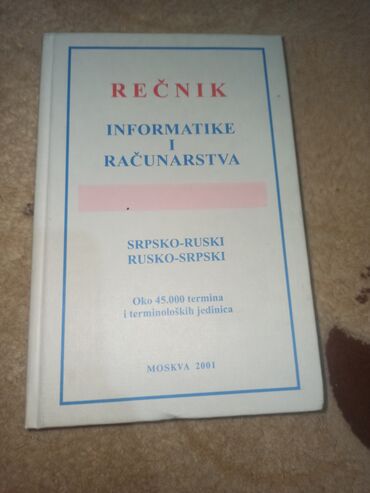 REČNIK
INFORMATIKE
I
RAČUNARSTVA
SRPSKO-RUSKI
RUSKO-SRPSKI
Oko 45.000 termina
i terminoloških jedinica
MOSKVA 2001